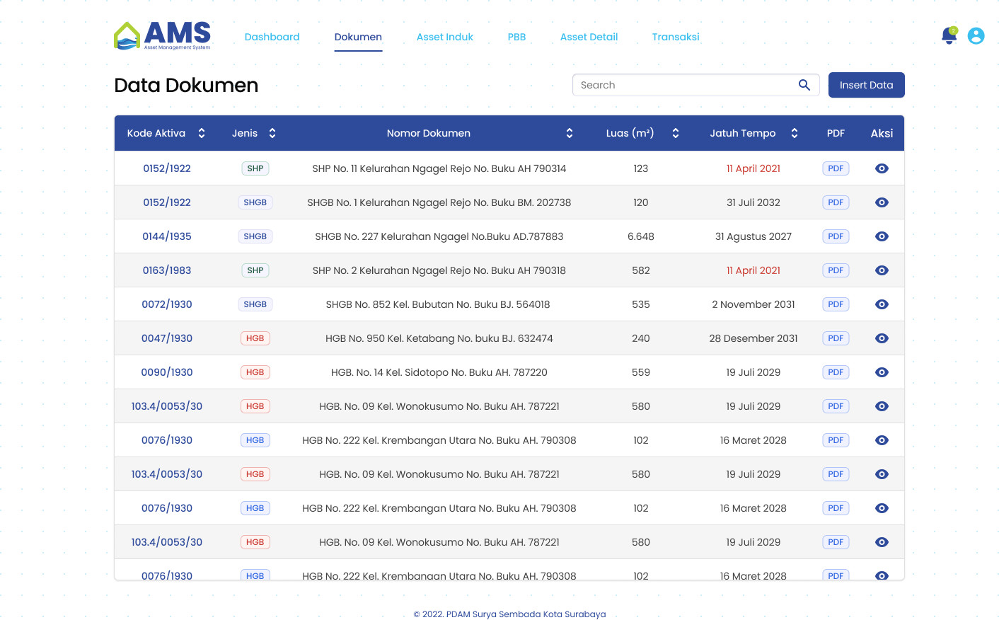 AMS
Asset Management System
Dashboard Dokumen Asset Induk PBB Asset Detail Transaksi
2
Data Dokumen
Search
Insert Data
Kode Aktiva Jenis Nomor Dokumen Luas (m²) Jatuh Tempo PDF Aksi
0152/1922 SHP SHP No. 11 Kelurahan Ngagel Rejo No. Buku AH 790314 123 11 April 2021 PDF
0152/1922 SHGB SHGB No. 1 Kelurahan Ngagel Rejo No. Buku BM. 202738 120 31 Juli 2032 PDF
0144/1935 SHGB SHGB No. 227 Kelurahan Ngagel No.Buku AD.787883 6.648 31 Agustus 2027 PDF
0163/1983 SHP SHP No. 2 Kelurahan Ngagel Rejo No. Buku AH 790318 582 11 April 2021 PDF
0072/1930 SHGB SHGB No. 852 Kel. Bubutan No. Buku BJ. 564018 535 2 November 2031 PDF
0047/1930 HGB HGB No. 950 Kel. Ketabang No. buku BJ. 632474 240 28 Desember 2031 PDF
0090/1930 HGB HGB. No. 14 Kel. Sidotopo No. Buku AH. 787220 559 19 Juli 2029 PDF
103.4/0053/30 HGB HGB. No. 09 Kel. Wonokusumo No. Buku AH. 787221 580 19 Juli 2029 PDF
0076/1930 HGB HGB No. 222 Kel. Krembangan Utara No. Buku AH. 790308 102 16 Maret 2028 PDF
103.4/0053/30 HGB HGB. No. 09 Kel. Wonokusumo No. Buku AH. 787221 580 19 Juli 2029 PDF
0076/1930 HGB HGB No. 222 Kel. Krembangan Utara No. Buku AH. 790308 102 16 Maret 2028 PDF
103.4/0053/30 HGB HGB. No. 09 Kel. Wonokusumo No. Buku AH. 787221 580 19 Juli 2029 PDF
0076/1930 HGB HGB No. 222 Kel. Krembangan Utara No. Buku AH. 790308 102 16 Maret 2028 PDF
© 2022. PDAM Surya Sembada Kota Surabaya